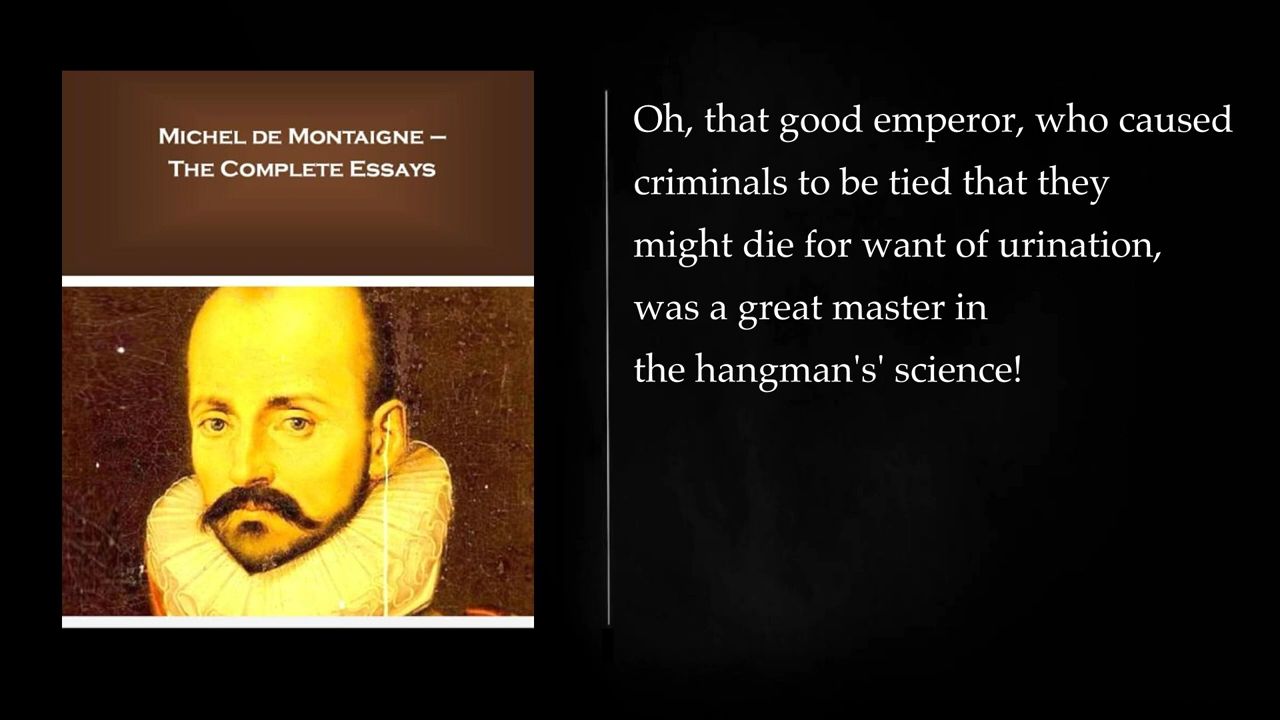 MICHEL DE MONTAIGNE –
THE COMPLETE ESSAYS
Oh, that good emperor, who caused
criminals to be tied that they
might die for want of urination,
was a great master in
the hangman's' science!